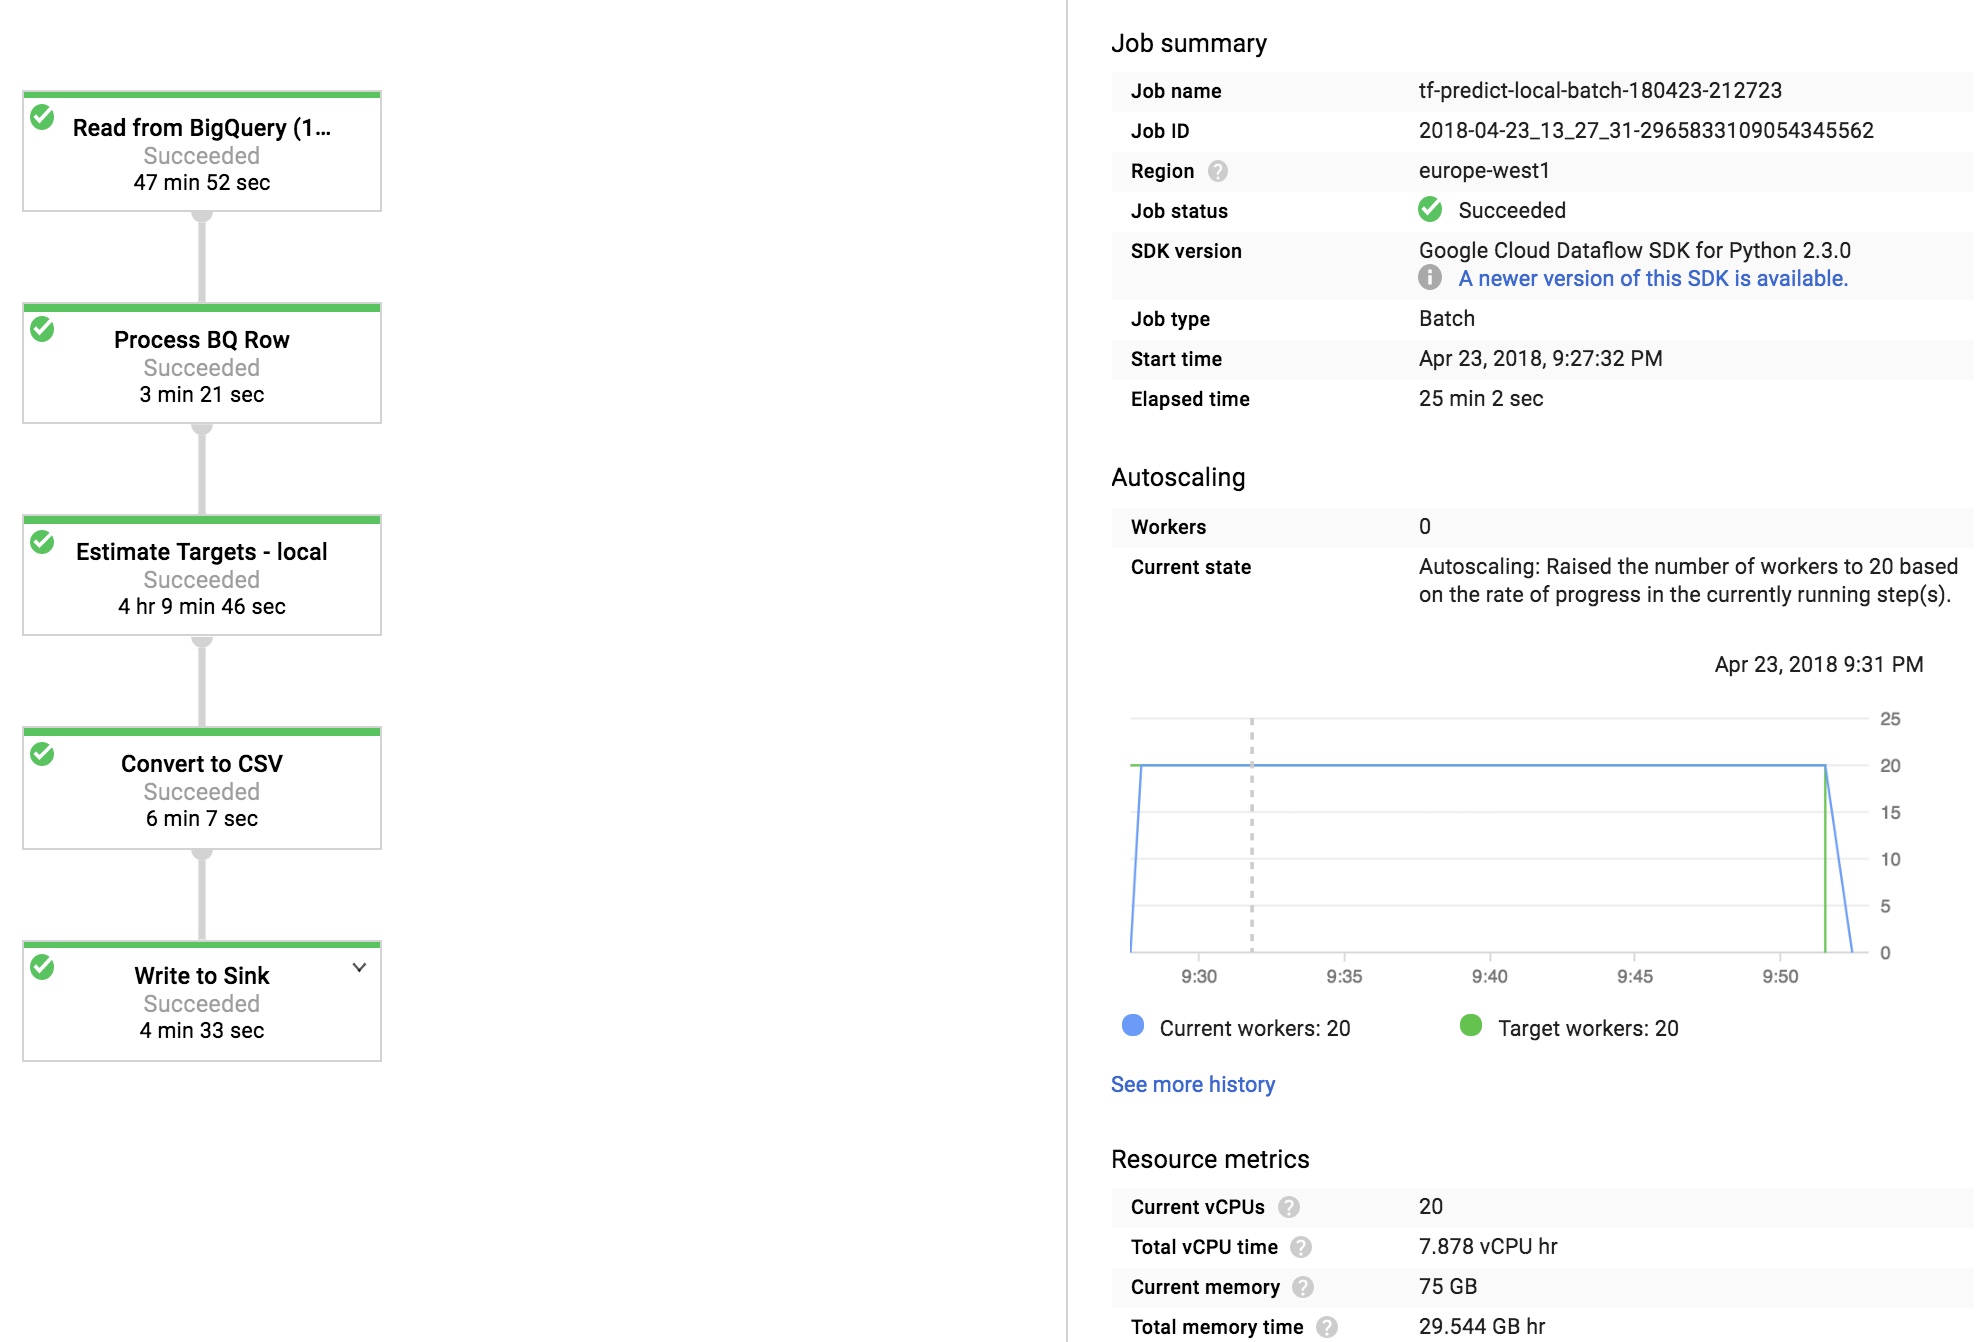 Read from BigQuery (1...
Succeeded
47 min 52 sec
Process BQ Row
Succeeded
3 min 21 sec
Estimate Targets - local
Succeeded
4 hr 9 min 46 sec
Convert to CSV
Succeeded
6 min 7 sec
Write to Sink
Succeeded
4 min 33 sec
Job summary
Job name tf-predict-local-batch-180423-212723
Job ID 2018-04-23_13_27_31-2965833109054345562
Region ? europe-west1
Job status Succeeded
SDK version Google Cloud Dataflow SDK for Python 2.3.0
i A newer version of this SDK is available.
Job type Batch
Start time Apr 23, 2018, 9:27:32 PM
Elapsed time 25 min 2 sec
Autoscaling
Workers 0
Current state Autoscaling: Raised the number of workers to 20 based
on the rate of progress in the currently running step(s).
Apr 23, 2018 9:31 PM
25
20
15
10
5
0
9:30 9:35 9:40 9:45 9:50
Current workers: 20 Target workers: 20
See more history
Resource metrics
Current vCPUs ? 20
Total vCPU time ? 7.878 vCPU hr
Current memory ? 75 GB
Total memory time ? 29.544 GB hr